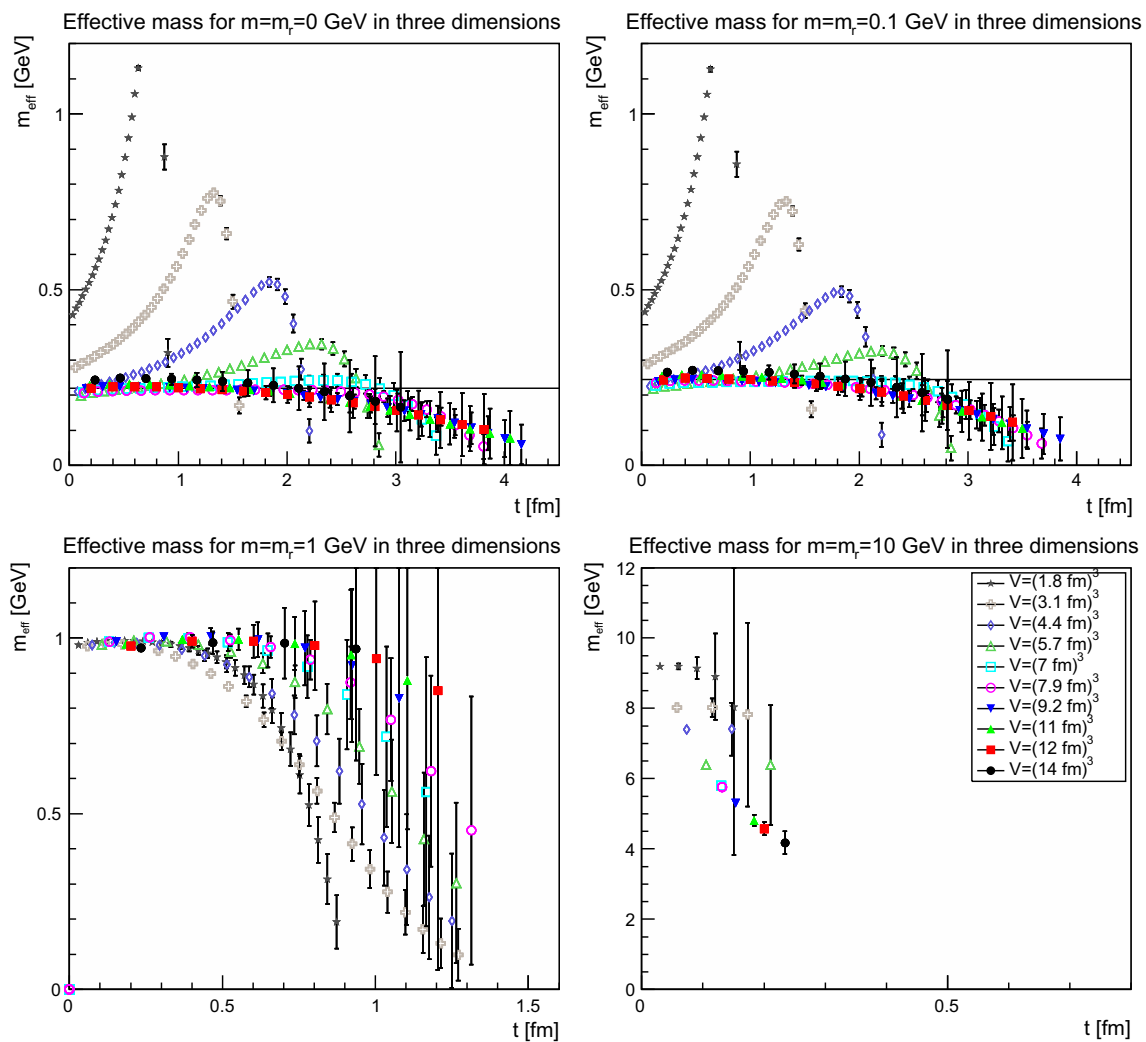 Effective mass for m=m_r=0 GeV in three dimensions
m_eff [GeV]
1
0.5
0
0 1 2 3 4
t [fm]
Effective mass for m=m_r=0.1 GeV in three dimensions
m_eff [GeV]
1
0.5
0
0 1 2 3 4
t [fm]
Effective mass for m=m_r=1 GeV in three dimensions
m_eff [GeV]
1
0.5
0
0 0.5 1 1.5
t [fm]
Effective mass for m=m_r=10 GeV in three dimensions
m_eff [GeV]
12
10
8
6
4
2
0
0 0.5
t [fm]
V=(1.8 fm)^3
V=(3.1 fm)^3
V=(4.4 fm)^3
V=(5.7 fm)^3
V=(7 fm)^3
V=(7.9 fm)^3
V=(9.2 fm)^3
V=(11 fm)^3
V=(12 fm)^3
V=(14 fm)^3